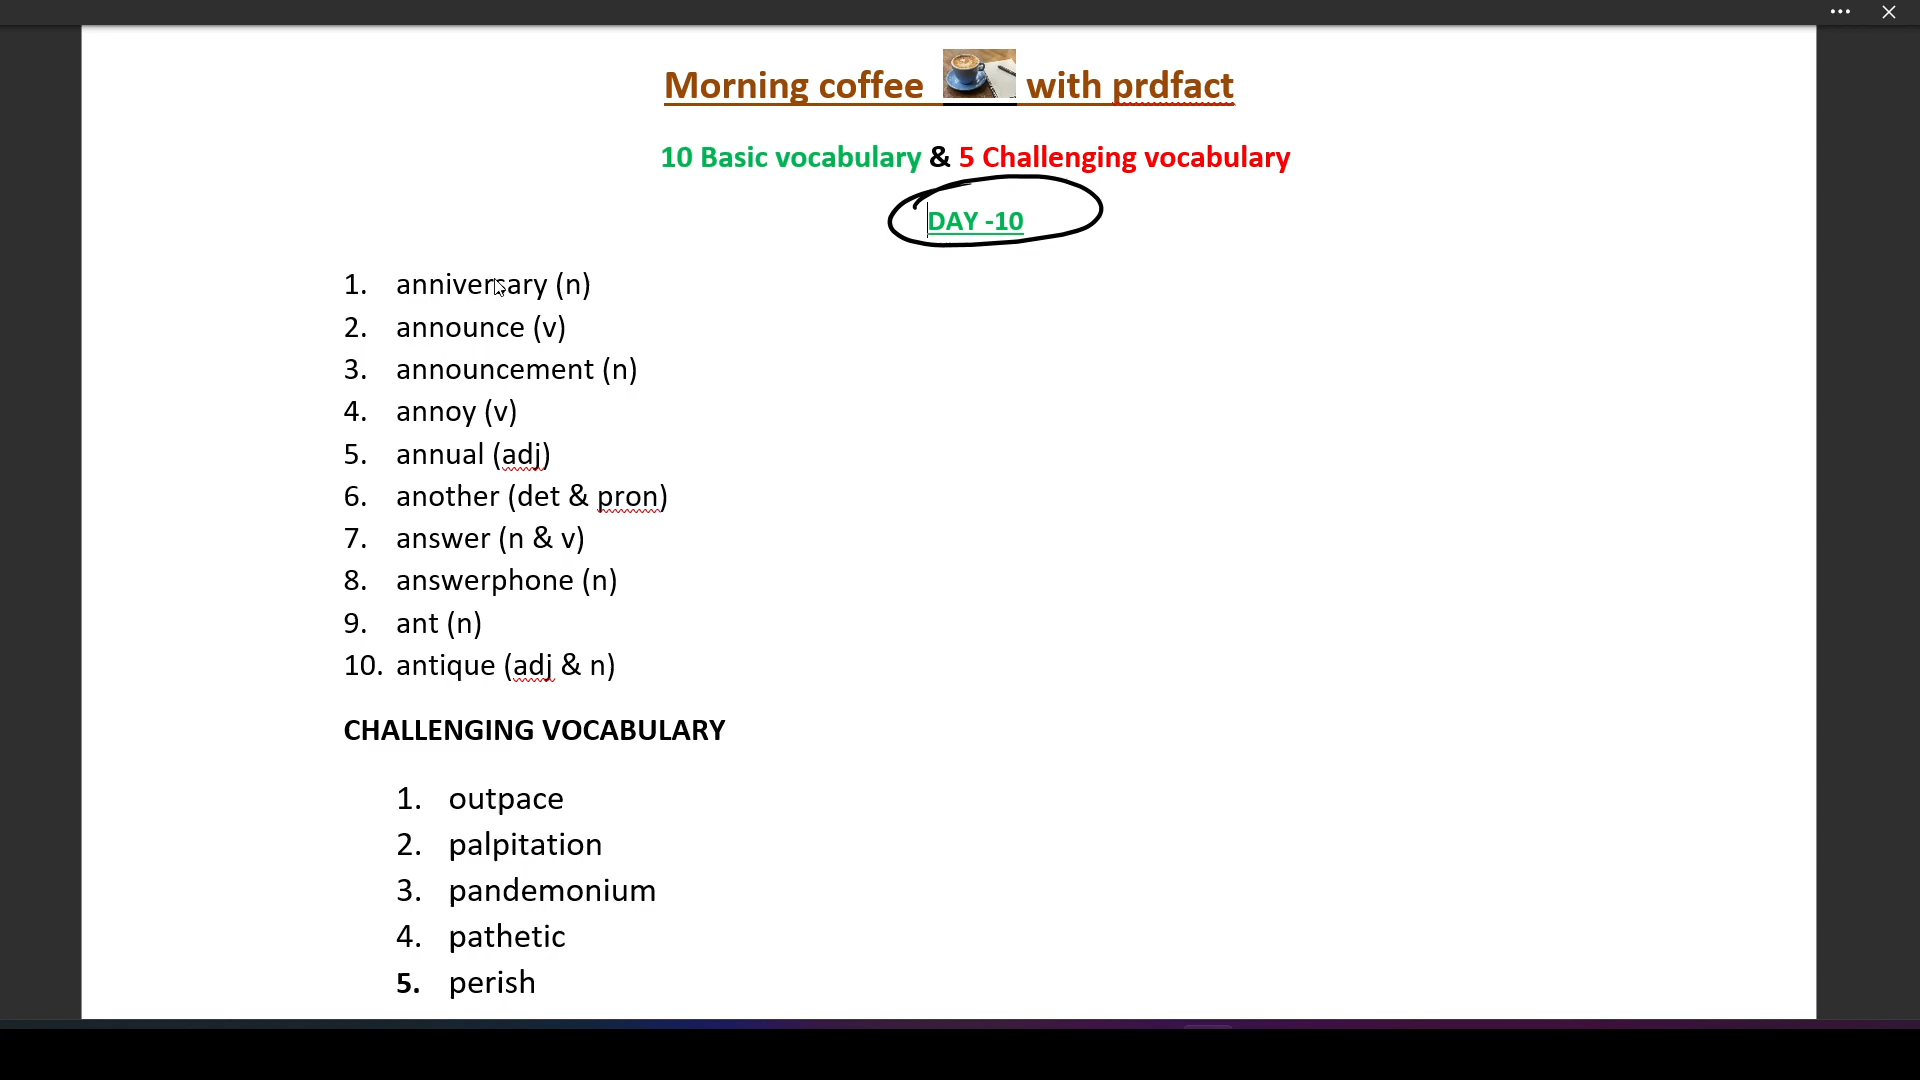 Morning coffee with prdfact
10 Basic vocabulary & 5 Challenging vocabulary
DAY -10
1. anniversary (n)
2. announce (v)
3. announcement (n)
4. annoy (v)
5. annual (adj)
6. another (det & pron)
7. answer (n & v)
8. answerphone (n)
9. ant (n)
10. antique (adj & n)
CHALLENGING VOCABULARY
1. outpace
2. palpitation
3. pandemonium
4. pathetic
5. perish